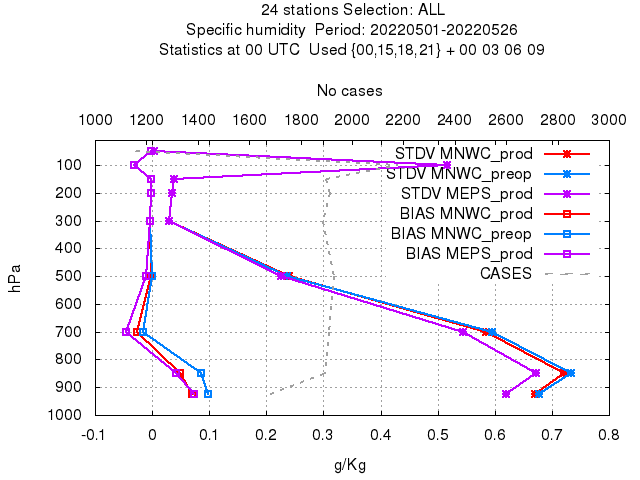 24 stations Selection: ALL
Specific humidity  Period: 20220501-20220526
Statistics at 00 UTC  Used {00,15,18,21} + 00 03 06 09
No cases
1000 1200 1400 1600 1800 2000 2200 2400 2600 2800 3000
STDV MNWC_prod
STDV MNWC_preop
STDV MEPS_prod
BIAS MNWC_prod
BIAS MNWC_preop
BIAS MEPS_prod
CASES
100
200
300
400
500
600
700
800
900
1000
hPa
-0.1 0 0.1 0.2 0.3 0.4 0.5 0.6 0.7 0.8
g/Kg